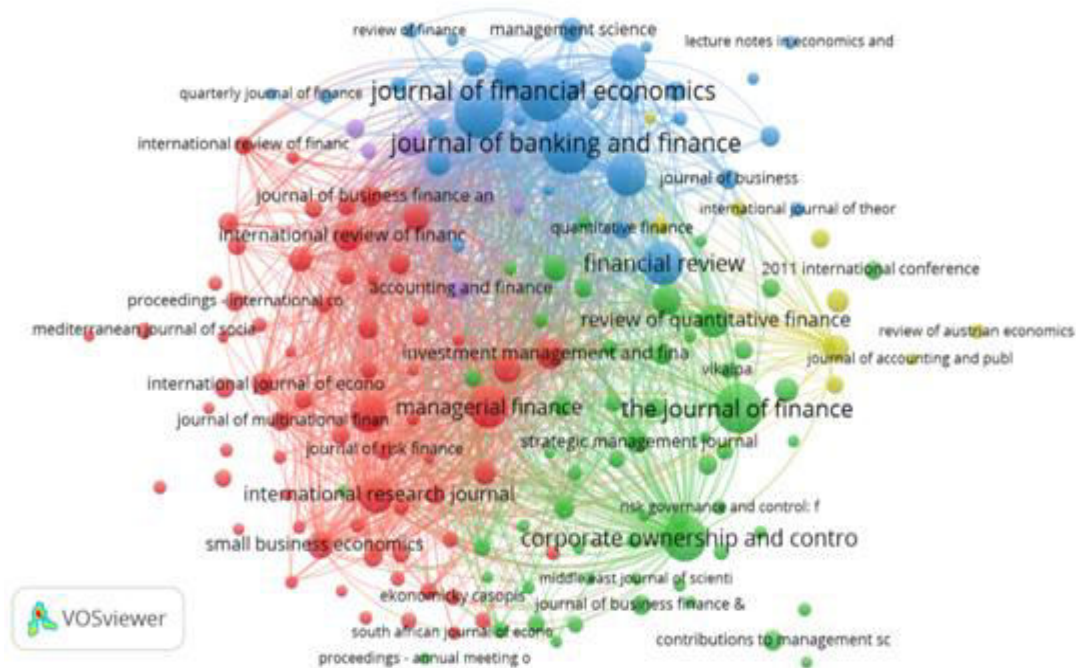 review of finance
management science
lecture notes in economics and
quarterly journal of finance
journal of financial economics
international review of financ
journal of banking and finance
journal of business finance an
journal of business
international journal of theor
international review of financ
quantitative finance
financial review
2011 international conference
accounting and finance
proceedings - international co
review of quantitative finance
mediterranean journal of socia
review of austrian economics
investment management and fina
journal of accounting and publ
vikalpa
international journal of econo
managerial finance
the journal of finance
journal of multinational finan
strategic management journal
journal of risk finance
international research journal
risk governance and control: f
small business economics
corporate ownership and contro
middle east journal of scienti
ekonomicky casopis
journal of business finance &
south african journal of econo
contributions to management sc
proceedings - annual meeting o
VOSviewer